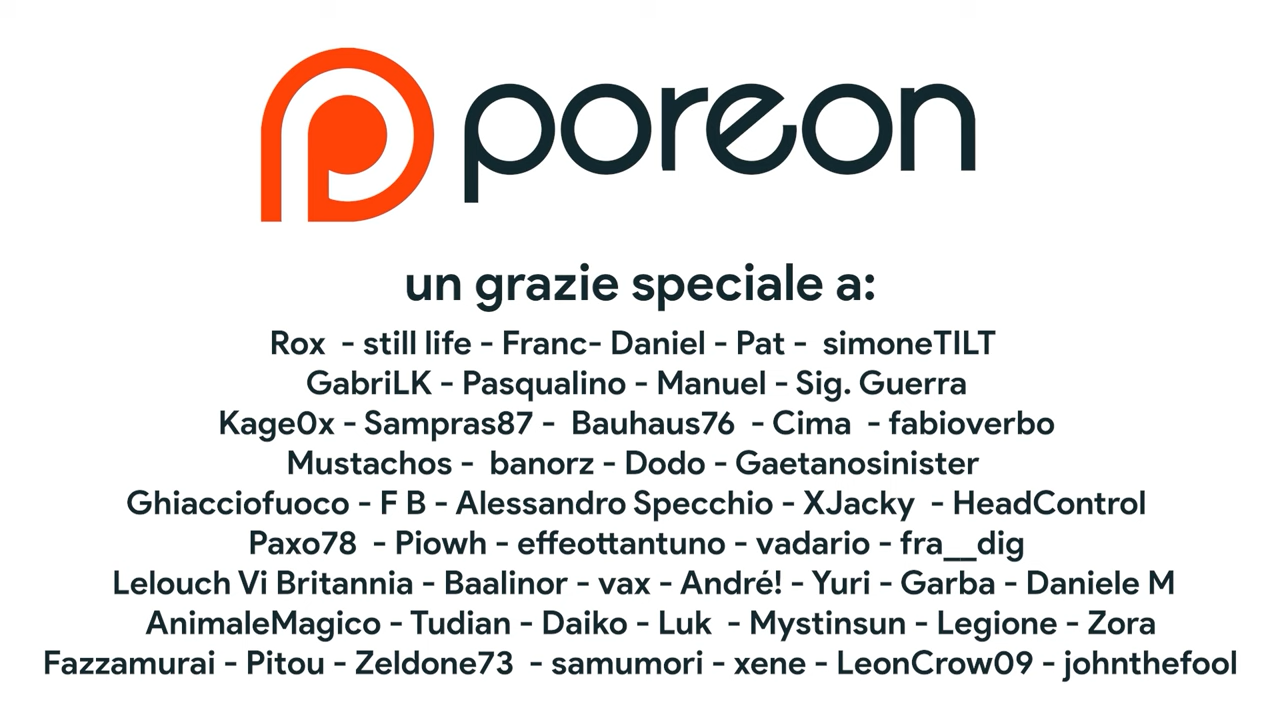 poreon
un grazie speciale a:
Rox - still life - Franc- Daniel - Pat - simoneTILT
GabriLK - Pasqualino - Manuel - Sig. Guerra
Kage0x - Sampras87 - Bauhaus76 - Cima - fabioverbo
Mustachos - banorz - Dodo - Gaetanosinister
Ghiacciofuoco - F B - Alessandro Specchio - XJacky - HeadControl
Paxo78 - Piowh - effeottantuno - vadario - fra__dig
Lelouch Vi Britannia - Baalinor - vax - André! - Yuri - Garba - Daniele M
AnimaleMagico - Tudian - Daiko - Luk - Mystinsun - Legione - Zora
Fazzamurai - Pitou - Zeldone73 - samumori - xene - LeonCrow09 - johnthefool